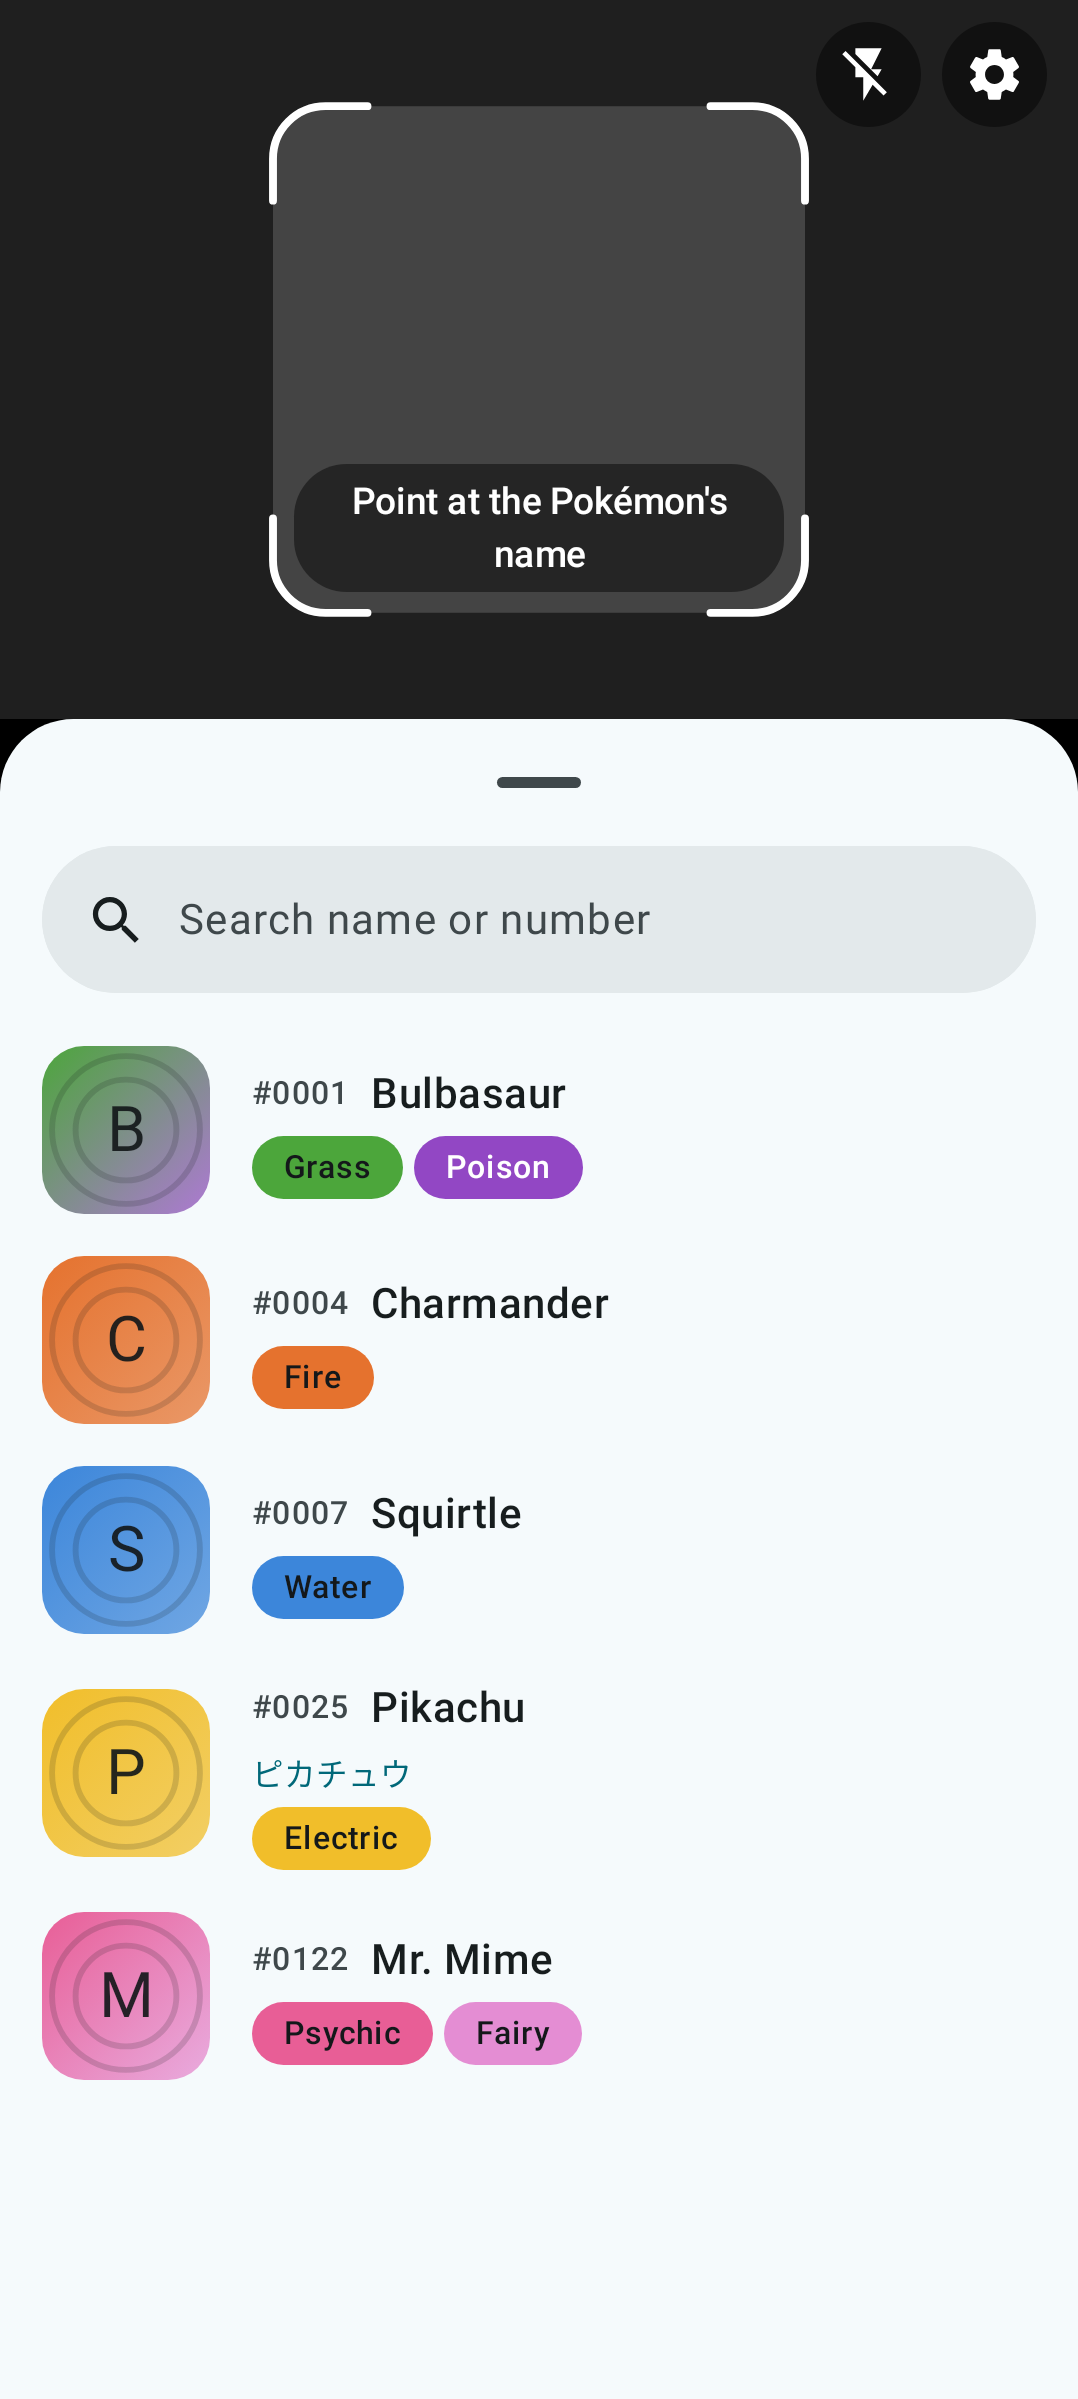 Point at the Pokémon's
name
Search name or number
B
#0001 Bulbasaur
Grass Poison
C
#0004 Charmander
Fire
S
#0007 Squirtle
Water
P
#0025 Pikachu
ピカチュウ
Electric
M
#0122 Mr. Mime
Psychic Fairy